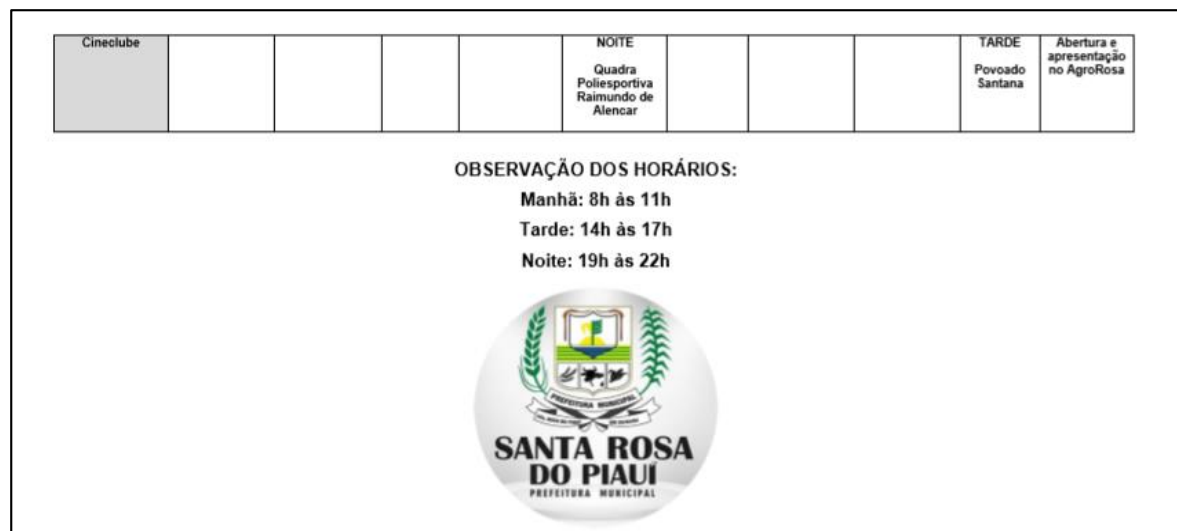 Cineclube
NOITE
Quadra
Poliesportiva
Raimundo de
Alencar
TARDE
Povoado
Santana
Abertura e
apresentação
no AgroRosa
OBSERVAÇÃO DOS HORÁRIOS:
Manhã: 8h às 11h
Tarde: 14h às 17h
Noite: 19h às 22h
PREFEITURA MUNICIPAL
SANTA ROSA
DO PIAUÍ
PREFEITURA MUNICIPAL